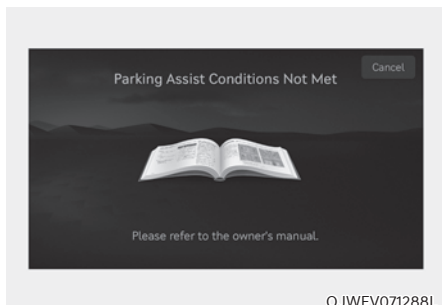 Cancel
Parking Assist Conditions Not Met
Please refer to the owner's manual.
OJWEV071288L